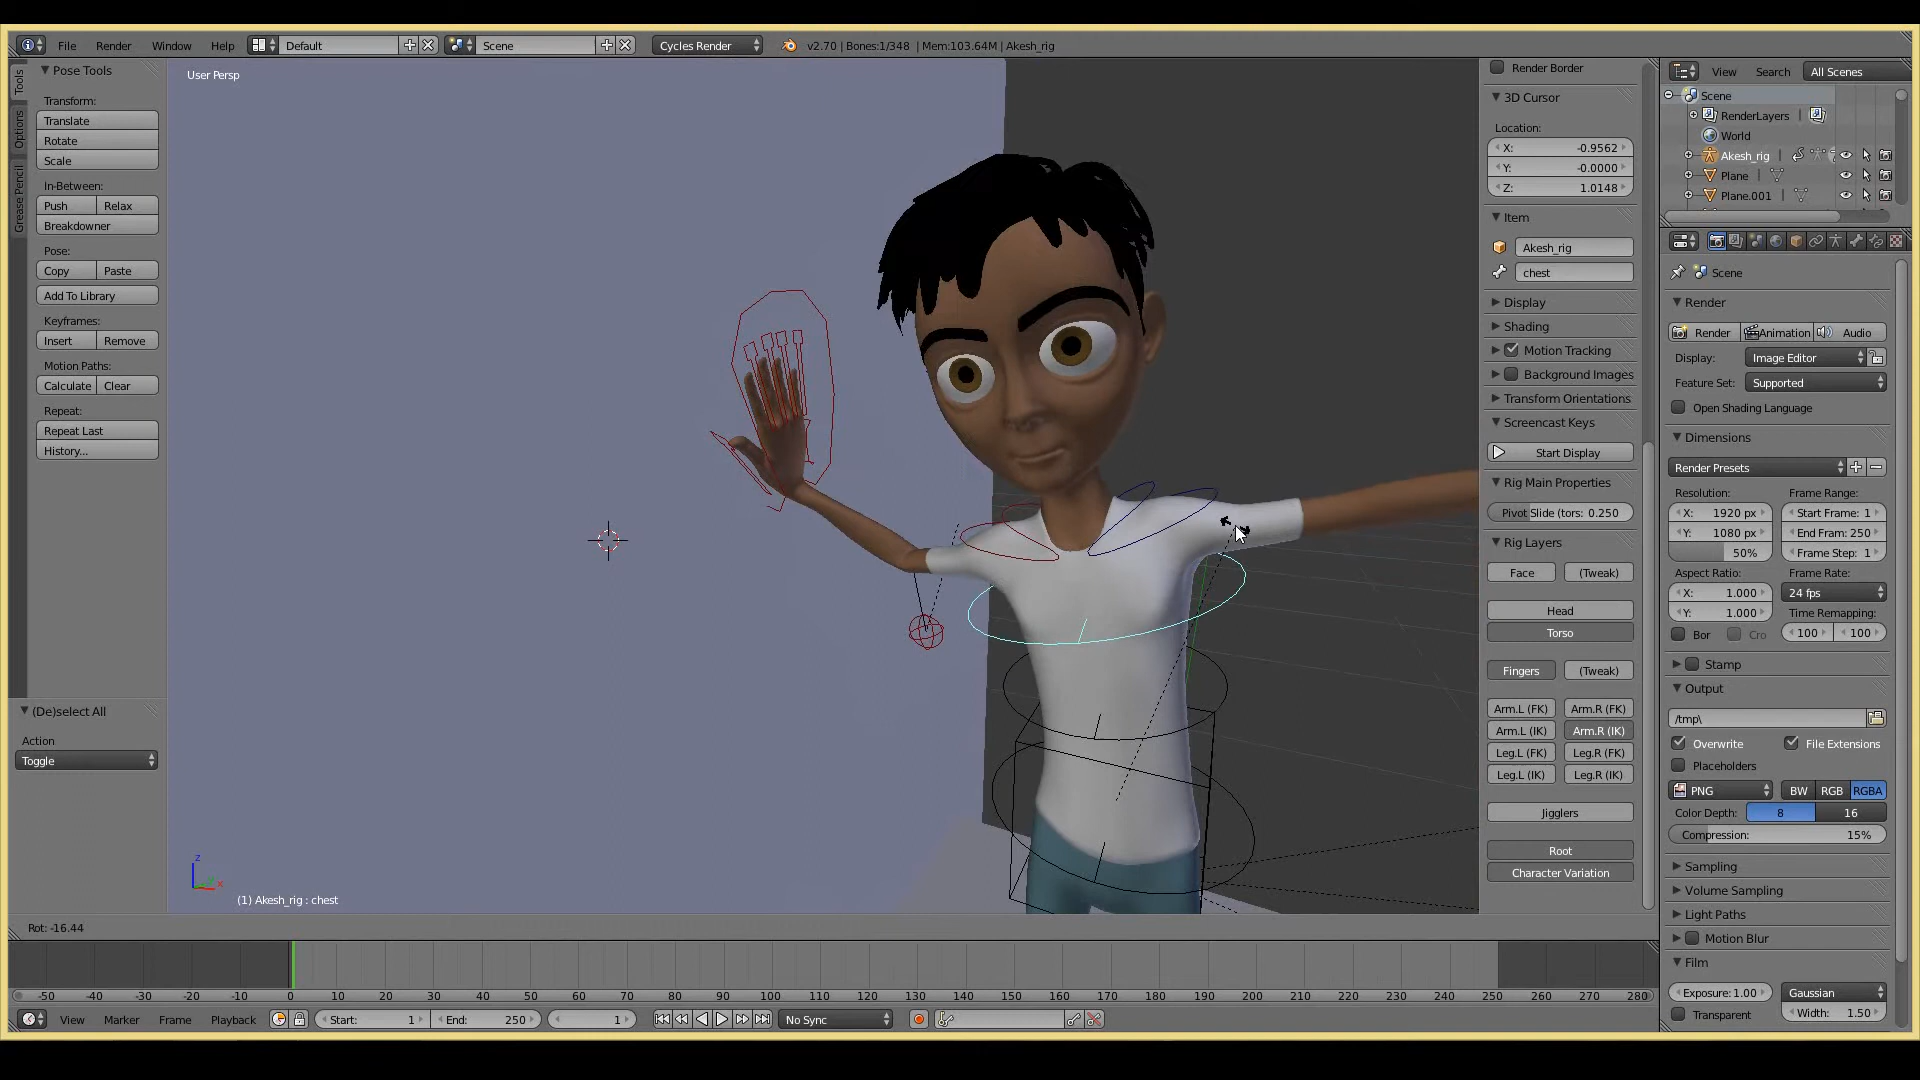 File Render Window Help Default Scene Cycles Render v2.70 | Bones:1/348 | Mem:103.64M | Akesh_rig
Tools
Options
Grease Pencil
Pose Tools
Transform:
Translate
Rotate
Scale
In-Between:
Push Relax
Breakdowner
Pose:
Copy Paste
Add To Library
Keyframes:
Insert Remove
Motion Paths:
Calculate Clear
Repeat:
Repeat Last
History...
(De)select All
Action
Toggle
User Persp
(1) Akesh_rig : chest
z
x
Rot: -16.44
Render Border
3D Cursor
Location:
X: -0.9562
Y: -0.0000
Z: 1.0148
Item
Akesh_rig
chest
Display
Shading
Motion Tracking
Background Images
Transform Orientations
Screencast Keys
Start Display
Rig Main Properties
Pivot Slide (tors: 0.250
Rig Layers
Face (Tweak)
Head
Torso
Fingers (Tweak)
Arm.L (FK) Arm.R (FK)
Arm.L (IK) Arm.R (IK)
Leg.L (FK) Leg.R (FK)
Leg.L (IK) Leg.R (IK)
Jigglers
Root
Character Variation
View Search All Scenes
Scene
RenderLayers
World
Akesh_rig
Plane
Plane.001
Scene
Render
Render Animation Audio
Display: Image Editor
Feature Set: Supported
Open Shading Language
Dimensions
Render Presets
Resolution: Frame Range:
X: 1920 px Start Frame: 1
Y: 1080 px End Fram: 250
50% Frame Step: 1
Aspect Ratio: Frame Rate:
X: 1.000 24 fps
Y: 1.000 Time Remapping:
Bor Cro 100 100
Stamp
Output
/tmp\
Overwrite File Extensions
Placeholders
PNG BW RGB RGBA
Color Depth: 8 16
Compression: 15%
Sampling
Volume Sampling
Light Paths
Motion Blur
Film
Exposure: 1.00 Gaussian
Transparent Width: 1.50
-50 -40 -30 -20 -10 0 10 20 30 40 50 60 70 80 90 100 110 120 130 140 150 160 170 180 190 200 210 220 230 240 250 260 270 280
View Marker Frame Playback Start: 1 End: 250 1 No Sync